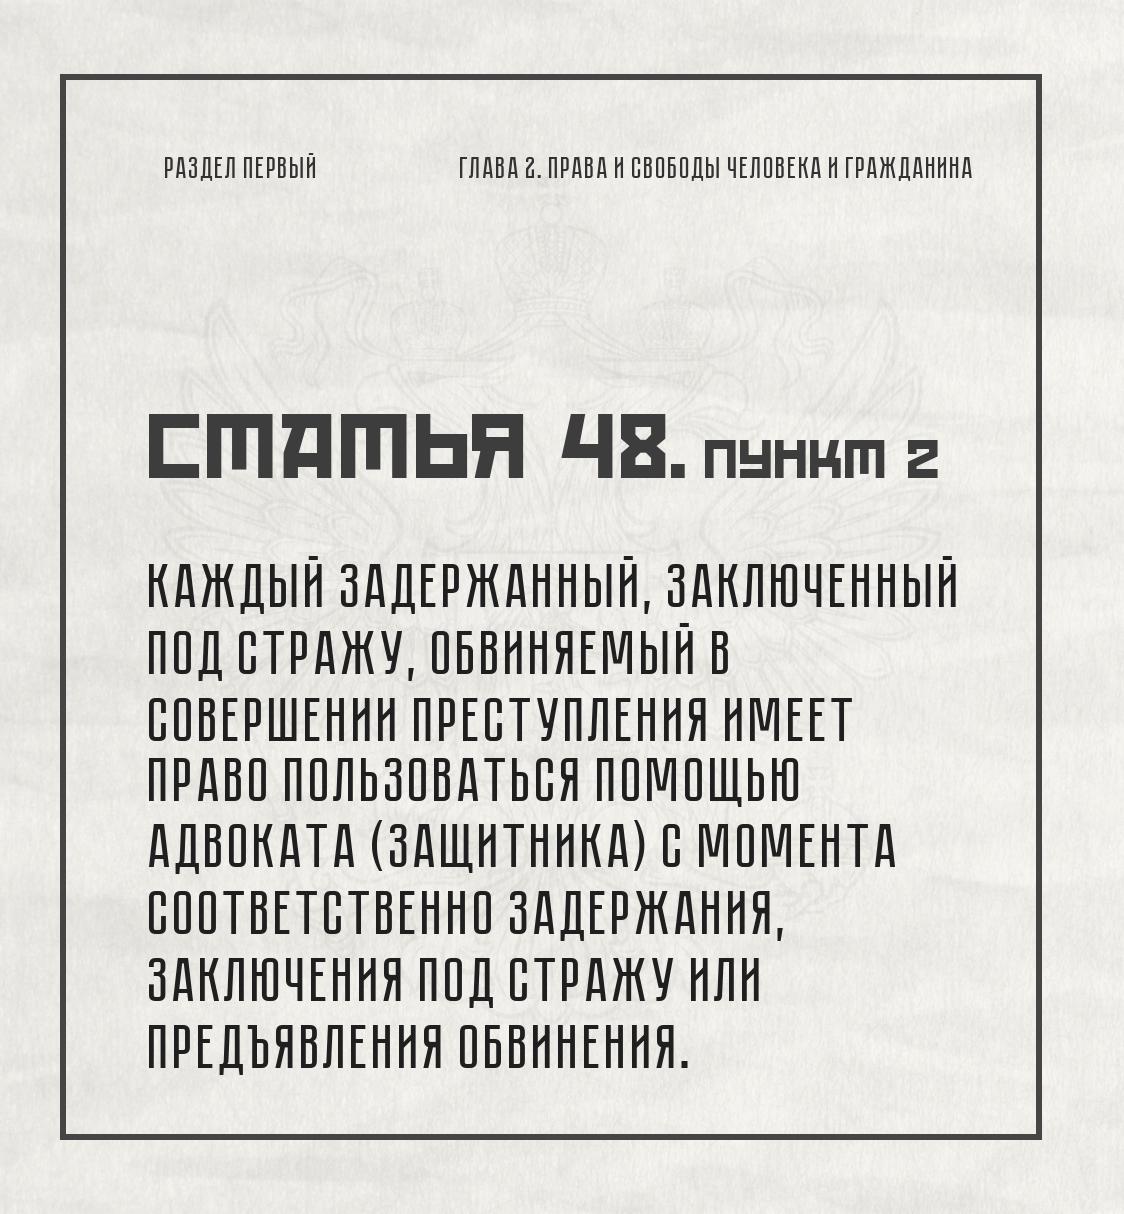 РАЗДЕЛ ПЕРВЫЙ
ГЛАВА 2. ПРАВА И СВОБОДЫ ЧЕЛОВЕКА И ГРАЖДАНИНА
СТАТЬЯ 48. ПУНКТ 2
КАЖДЫЙ ЗАДЕРЖАННЫЙ, ЗАКЛЮЧЕННЫЙ
ПОД СТРАЖУ, ОБВИНЯЕМЫЙ В
СОВЕРШЕНИИ ПРЕСТУПЛЕНИЯ ИМЕЕТ
ПРАВО ПОЛЬЗОВАТЬСЯ ПОМОЩЬЮ
АДВОКАТА (ЗАЩИТНИКА) С МОМЕНТА
СООТВЕТСТВЕННО ЗАДЕРЖАНИЯ,
ЗАКЛЮЧЕНИЯ ПОД СТРАЖУ ИЛИ
ПРЕДЪЯВЛЕНИЯ ОБВИНЕНИЯ.